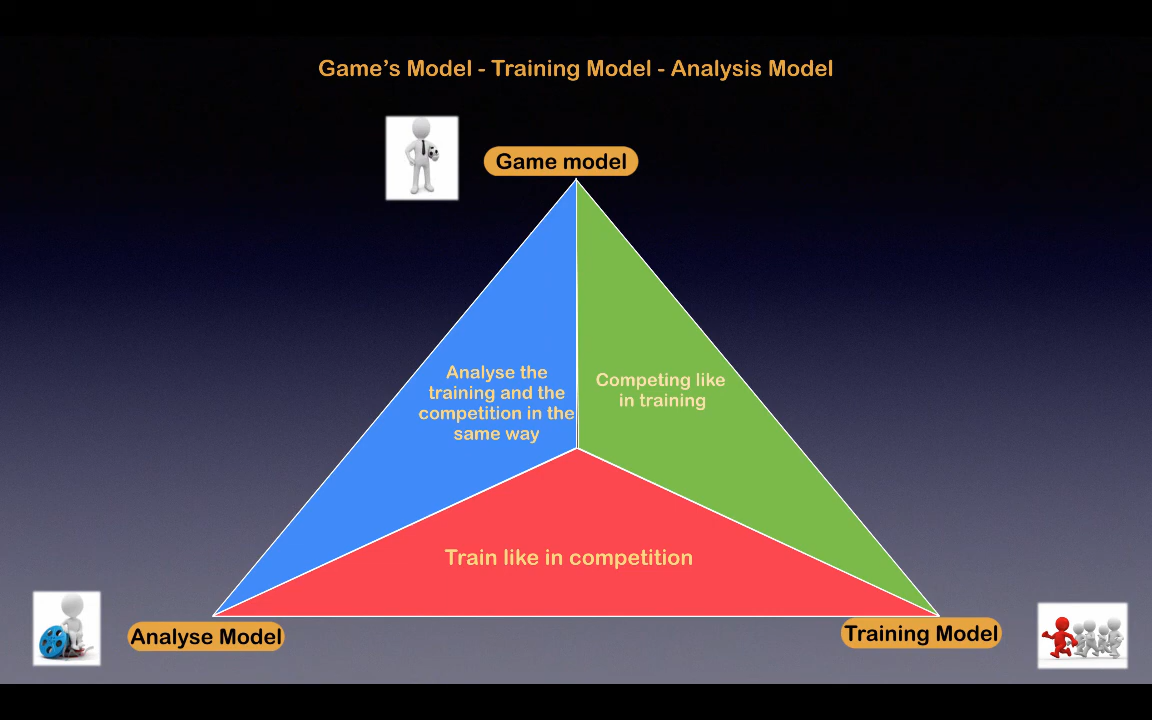 Game’s Model - Training Model - Analysis Model
Game model
Analyse the
training and the
competition in the
same way
Competing like
in training
Train like in competition
Analyse Model
Training Model